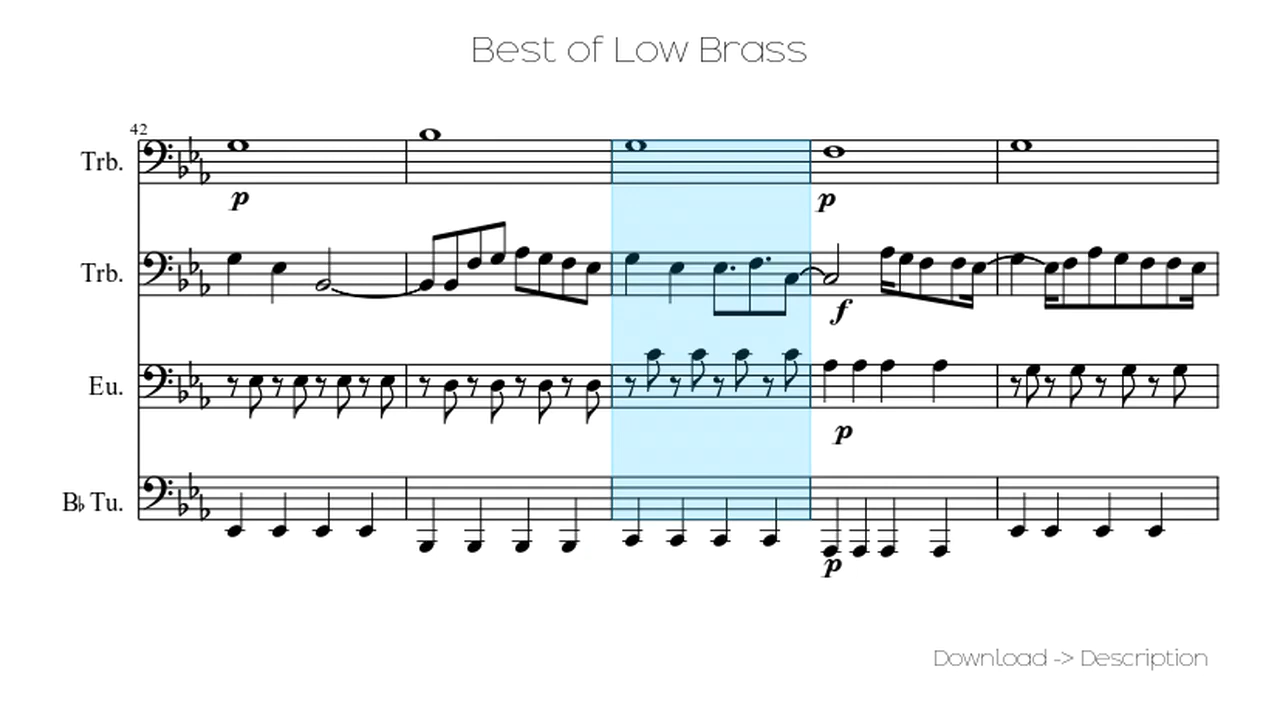 Best of Low Brass
42
Trb.
p
p
Trb.
f
Eu.
p
B♭ Tu.
p
Download -> Description